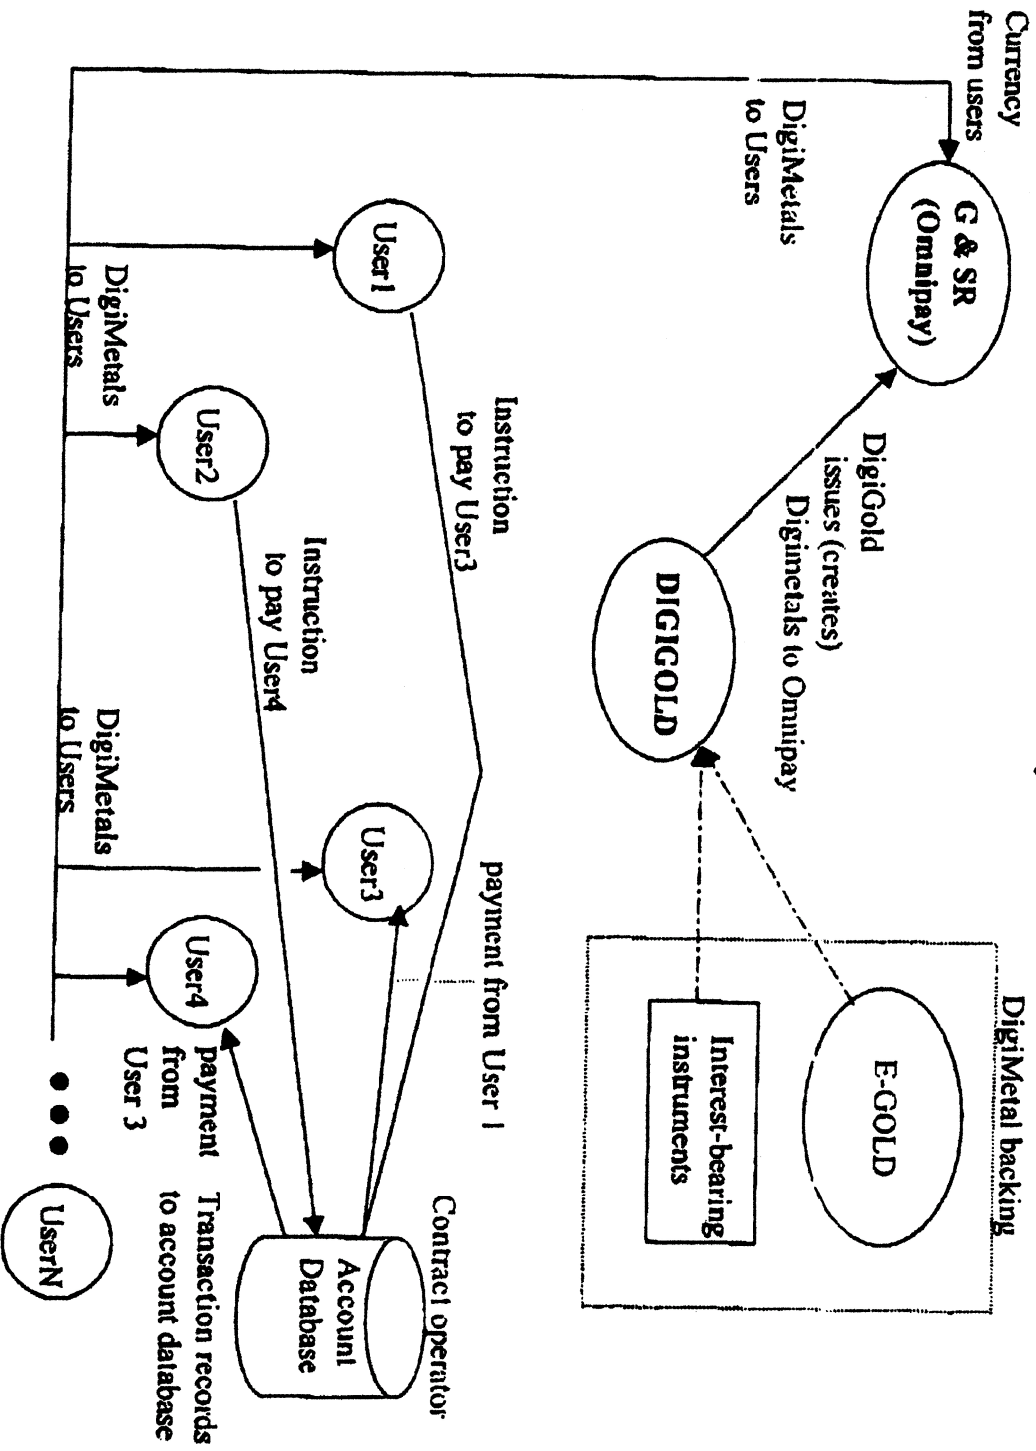 Currency
from users
G & SR
(Omnipay)
DigiMetals
to Users
DigiGold
issues (creates)
Digimetals to Omnipay
DIGIGOLD
DigiMetal backing
E-GOLD
Interest-bearing
instruments
User1
Instruction
to pay User3
DigiMetals
to Users
User2
Instruction
to pay User4
User3
payment from User 1
DigiMetals
to Users
User4
payment
from
User 3
Contract operator
Account
Database
Transaction records
to account database
UserN